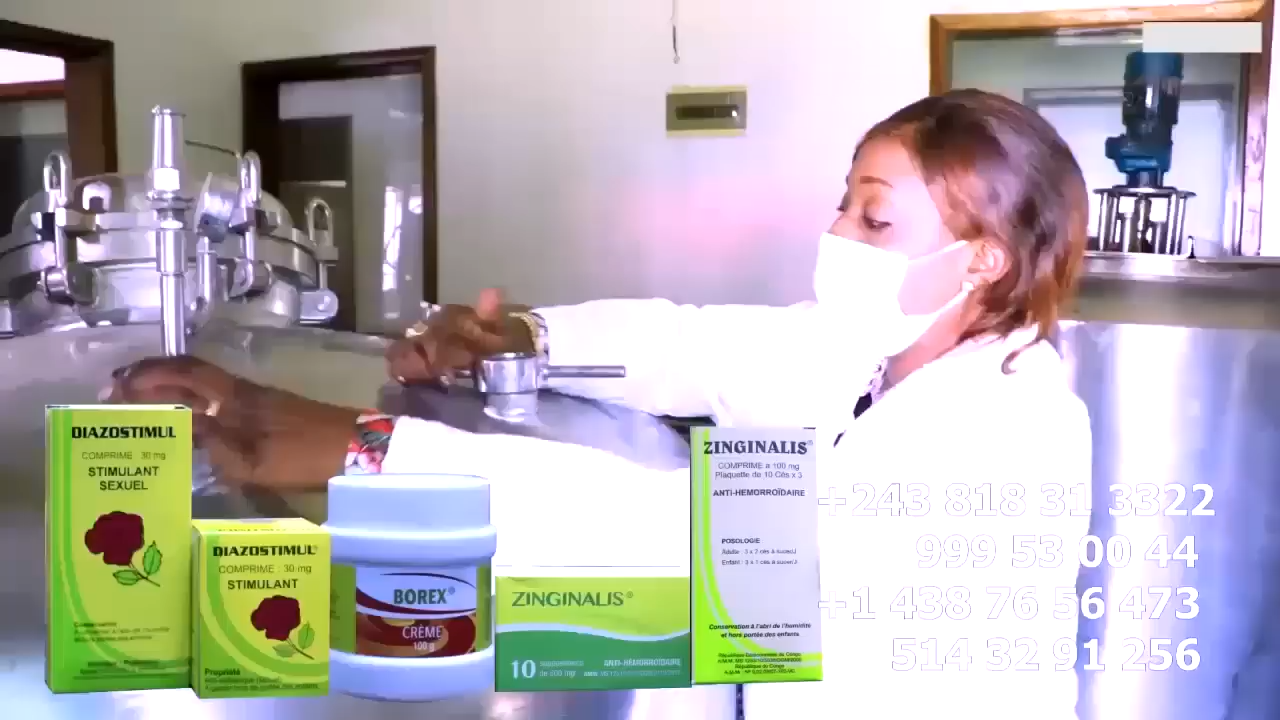 DIAZOSTIMUL
COMPRIME : 30 mg
STIMULANT
SEXUEL
DIAZOSTIMUL®
COMPRIME : 30 mg
STIMULANT
Propriété
BOREX®
CRÈME
100 g
ZINGINALIS®
10
ANTI-HÉMORROÏDAIRE
ZINGINALIS®
COMPRIME a 100 mg
Plaquette de 10 Cés x 3
ANTI-HEMORROÏDAIRE
POSOLOGIE
Conservation à l'abri de l'humidité
et hors portée des enfants
+243 818 31 3322
999 53 00 44
+1 438 76 56 473
514 32 91 256